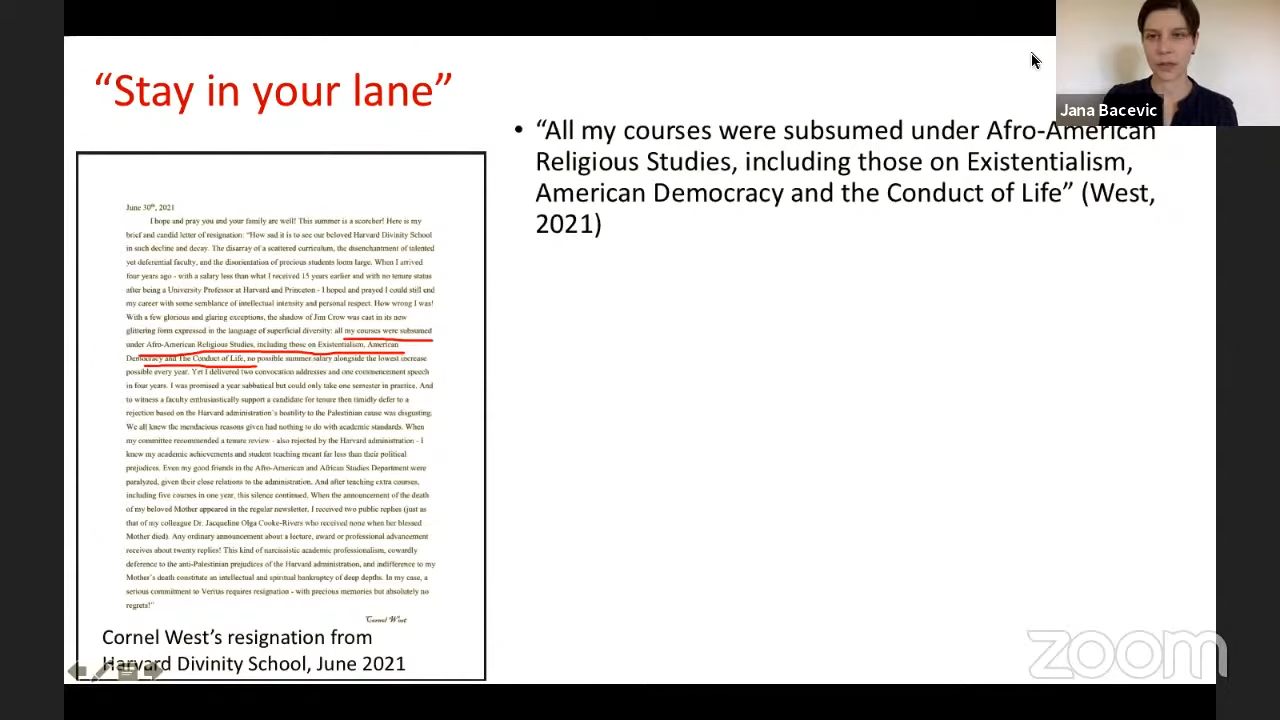 “Stay in your lane”
Jana Bacevic
• “All my courses were subsumed under Afro-American
Religious Studies, including those on Existentialism,
American Democracy and the Conduct of Life” (West,
2021)
June 30th, 2021
I hope and pray you and your family are well! This summer is a scorcher! Here is my
brief and candid letter of resignation: “How sad it is to see our beloved Harvard Divinity School
in such decline and decay. The disarray of a scattered curriculum, the disenchantment of talented
yet deferential faculty, and the disorientation of precious students loom large. When I arrived
four years ago - with a salary less than what I received 15 years earlier and with no tenure status
after being a University Professor at Harvard and Princeton - I hoped and prayed I could still end
my career with some semblance of intellectual intensity and personal respect. How wrong I was!
With a few glorious and glaring exceptions, the shadow of Jim Crow was cast in its new
glittering form expressed in the language of superficial diversity: all my courses were subsumed
under Afro-American Religious Studies, including those on Existentialism, American
Democracy and The Conduct of Life, no possible summer salary alongside the lowest increase
possible every year. Yet I delivered two convocation addresses and one commencement speech
in four years. I was promised a year sabbatical but could only take one semester in practice. And
to witness a faculty enthusiastically support a candidate for tenure then timidly defer to a
rejection based on the Harvard administration’s hostility to the Palestinian cause was disgusting.
We all knew the mendacious reasons given had nothing to do with academic standards. When
my committee recommended a tenure review - also rejected by the Harvard administration - I
knew my academic achievements and student teaching meant far less than their political
prejudices. Even my good friends in the Afro-American and African Studies Department were
paralyzed, given their close relations to the administration. And after teaching extra courses,
including five courses in one year, this silence continued. When the announcement of the death
of my beloved Mother appeared in the regular newsletter, I received two public replies (just as
that of my colleague Dr. Jacqueline Olga Cooke-Rivers who received none when her blessed
Mother died). Any ordinary announcement about a lecture, award or professional advancement
receives about twenty replies! This kind of narcissistic academic professionalism, cowardly
deference to the anti-Palestinian prejudices of the Harvard administration, and indifference to my
Mother’s death constitute an intellectual and spiritual bankruptcy of deep depths. In my case, a
serious commitment to Veritas requires resignation - with precious memories but absolutely no
regrets!”
Cornel West
Cornel West’s resignation from
Harvard Divinity School, June 2021
zoom